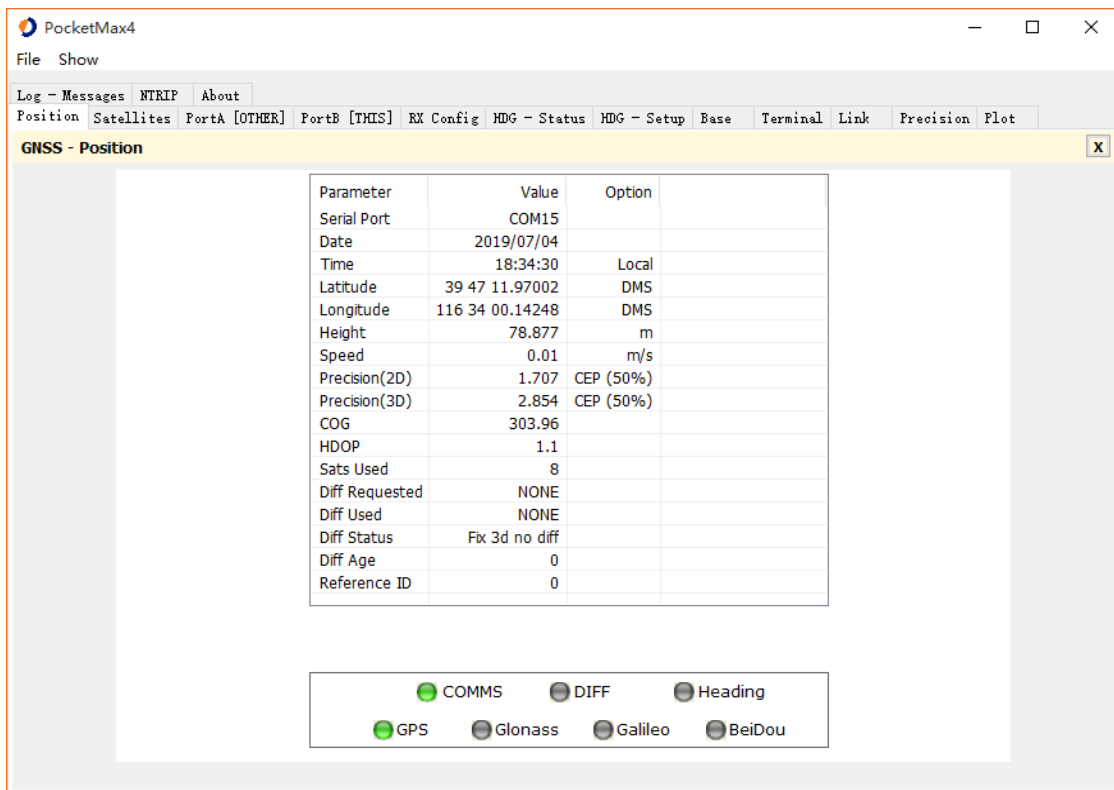 PocketMax4
File Show
Log - Messages NTRIP About
Position Satellites PortA [OTHER] PortB [THIS] RX Config HDG - Status HDG - Setup Base Terminal Link Precision Plot
GNSS - Position X
Parameter Value Option
Serial Port COM15
Date 2019/07/04
Time 18:34:30 Local
Latitude 39 47 11.97002 DMS
Longitude 116 34 00.14248 DMS
Height 78.877 m
Speed 0.01 m/s
Precision(2D) 1.707 CEP (50%)
Precision(3D) 2.854 CEP (50%)
COG 303.96
HDOP 1.1
Sats Used 8
Diff Requested NONE
Diff Used NONE
Diff Status Fix 3d no diff
Diff Age 0
Reference ID 0
COMMS DIFF Heading
GPS Glonass Galileo BeiDou